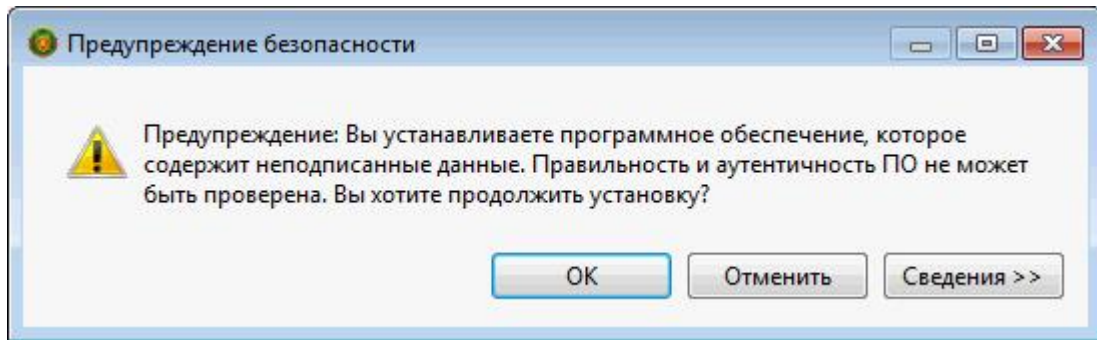 Предупреждение безопасности
Предупреждение: Вы устанавливаете программное обеспечение, которое
содержит неподписанные данные. Правильность и аутентичность ПО не может
быть проверена. Вы хотите продолжить установку?
OK
Отменить
Сведения >>